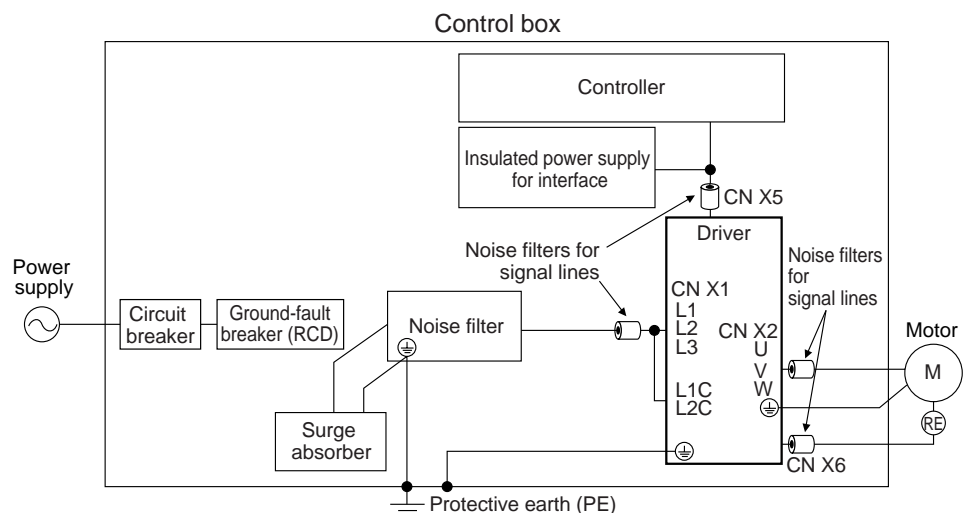 Control box
Controller
Insulated power supply
for interface
CN X5
Driver
Noise filters for
signal lines
Noise filters
for
signal lines
Power
supply
Circuit
breaker
Ground-fault
breaker (RCD)
Noise filter
CN X1
L1
L2
L3
CN X2
U
V
W
L1C
L2C
Motor
M
RE
Surge
absorber
CN X6
Protective earth (PE)